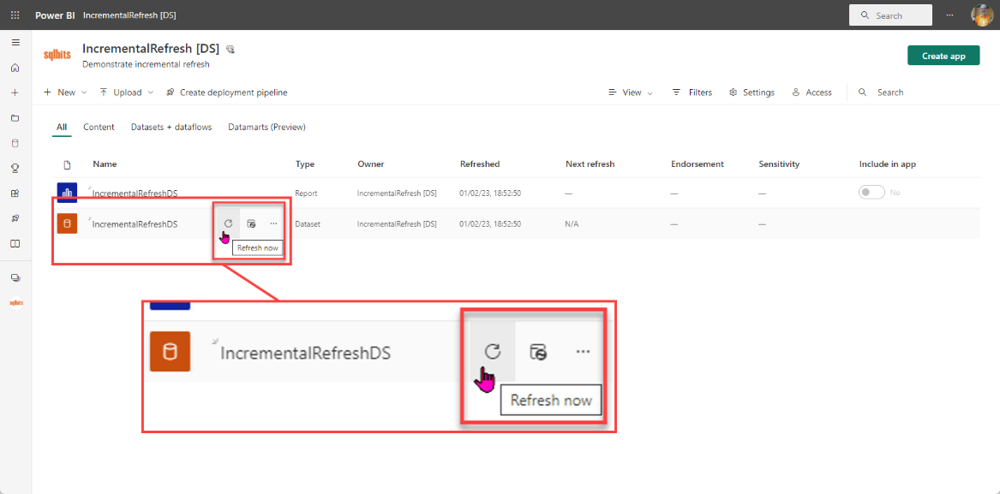 Power BI IncrementalRefresh [DS] Search
sqlbits IncrementalRefresh [DS]
Demonstrate incremental refresh
Create app
New Upload Create deployment pipeline View Filters Settings Access Search
All Content Datasets + dataflows Datamarts (Preview)
Name Type Owner Refreshed Next refresh Endorsement Sensitivity Include in app
IncrementalRefreshDS Report IncrementalRefresh [DS] 01/02/23, 18:52:50 — — — No
IncrementalRefreshDS Dataset IncrementalRefresh [DS] 01/02/23, 18:52:50 N/A — —
Refresh now
sqlbits
IncrementalRefreshDS
Refresh now